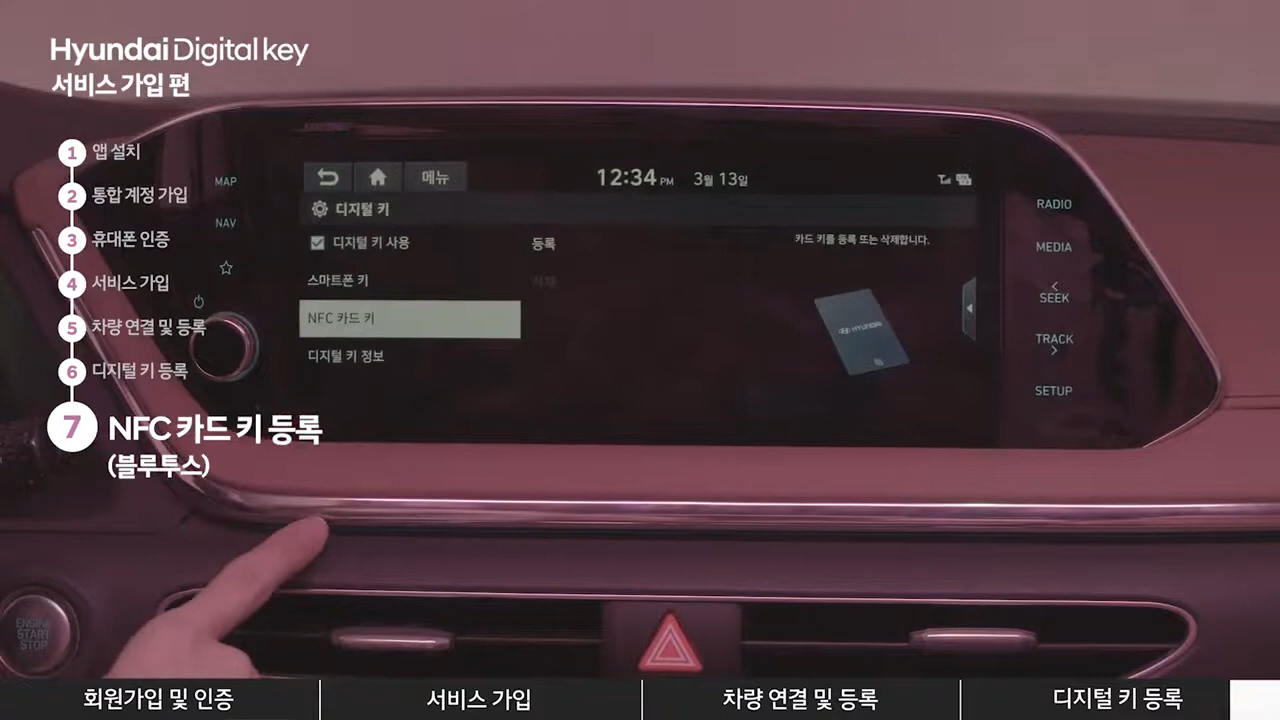 Hyundai Digital key
서비스 가입 편
1 앱 설치
2 통합 계정 가입
3 휴대폰 인증
4 서비스 가입
5 차량 연결 및 등록
6 디지털 키 등록
7 NFC 카드 키 등록
(블루투스)
MAP
NAV
메뉴
12:34 PM 3월 13일
디지털 키
디지털 키 사용
스마트폰 키
NFC 카드 키
디지털 키 정보
등록
삭제
카드 키를 등록 또는 삭제합니다.
HYUNDAI
RADIO
MEDIA
<
SEEK
TRACK
>
SETUP
ENGINE
START
STOP
회원가입 및 인증
서비스 가입
차량 연결 및 등록
디지털 키 등록